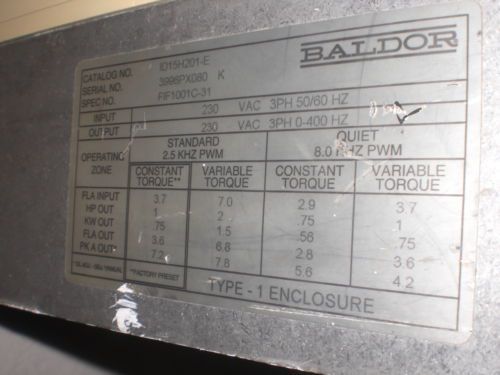 BALDOR
CATALOG NO. ID15H201-E
SERIAL NO. 3996PX080 K
SPEC NO. FIF1001C-31
INPUT 230 VAC 3PH 50/60 HZ
OUTPUT 230 VAC 3PH 0-400 HZ
OPERATING ZONE STANDARD 2.5 KHZ PWM QUIET 8.0 KHZ PWM
CONSTANT TORQUE** VARIABLE TORQUE CONSTANT TORQUE VARIABLE TORQUE
FLA INPUT 3.7 7.0 2.9 3.7
HP OUT 1 2 .75 1
KW OUT .75 1.5 .56 .75
FLA OUT 3.6 6.8 2.8 3.6
PK A OUT 7.2 7.8 5.6 4.2
**FACTORY PRESET
TYPE - 1 ENCLOSURE